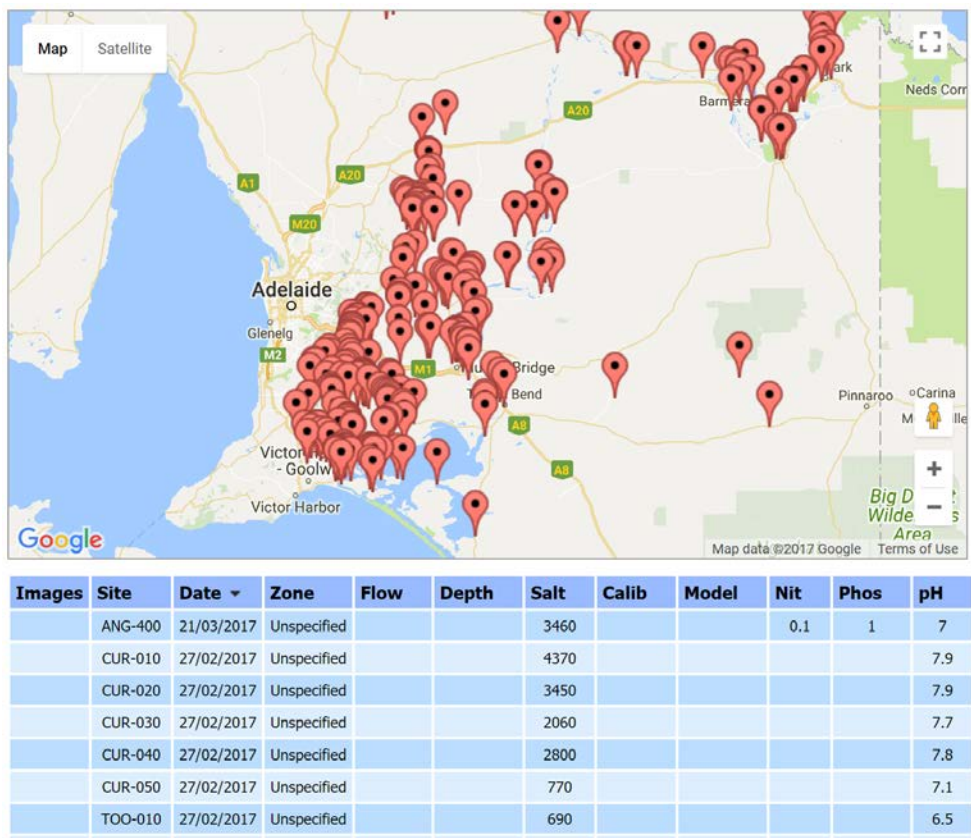 Map Satellite
ark
Neds Corr
Barmera
A20
A1
A20
M20
Adelaide
Glenelg
M2
M1
Bridge
Bend
Pinnaroo
Carina
A8
Victor
- Goolw
A8
Victor Harbor
Big D
Wilde
s
Area
Google
Map data ©2017 Google Terms of Use
Images Site Date Zone Flow Depth Salt Calib Model Nit Phos pH
ANG-400 21/03/2017 Unspecified 3460 0.1 1 7
CUR-010 27/02/2017 Unspecified 4370 7.9
CUR-020 27/02/2017 Unspecified 3450 7.9
CUR-030 27/02/2017 Unspecified 2060 7.7
CUR-040 27/02/2017 Unspecified 2800 7.8
CUR-050 27/02/2017 Unspecified 770 7.1
TOO-010 27/02/2017 Unspecified 690 6.5